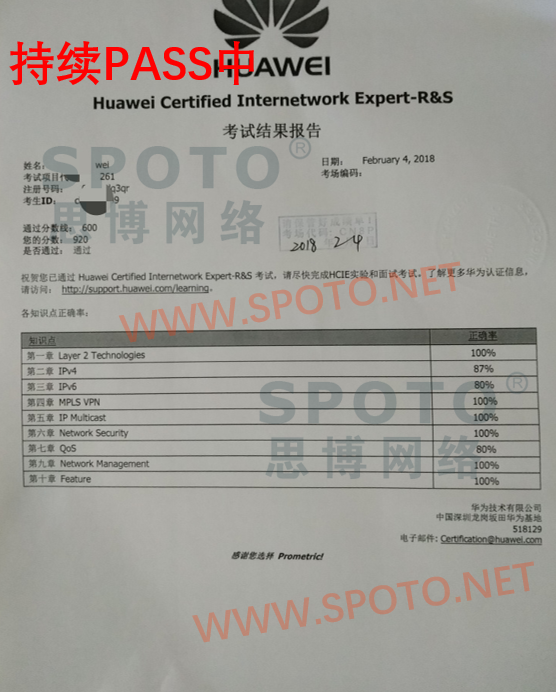 持续PASS中
HUAWEI
Huawei Certified Internetwork Expert-R&S
考试结果报告
姓名: wei
日期: February 4, 2018
考试项目 261
考场编码:
注册号码: q3qr
考生ID: 9
SPOTO®
思博网络
通过分数线: 600
您的分数: 920
是否通过: 通过
2018 2-4
祝贺您已通过 Huawei Certified Internetwork Expert-R&S 考试，请尽快完成HCIE实验和面试考试。了解更多华为认证信息，
请访问: http://support.huawei.com/learning.
WWW.SPOTO.NET
各知识点正确率:
知识点 正确率
第一章 Layer 2 Technologies 100%
第二章 IPv4 87%
第三章 IPv6 80%
第四章 MPLS VPN 100%
第五章 IP Multicast 100%
第六章 Network Security 100%
第七章 QoS 80%
第九章 Network Management 100%
第十章 Feature 100%
SPOTO®
思博网络
华为技术有限公司
中国深圳龙岗坂田华为基地
518129
电子邮件: Certification@huawei.com
感谢您选择 Prometric!
WWW.SPOTO.NET